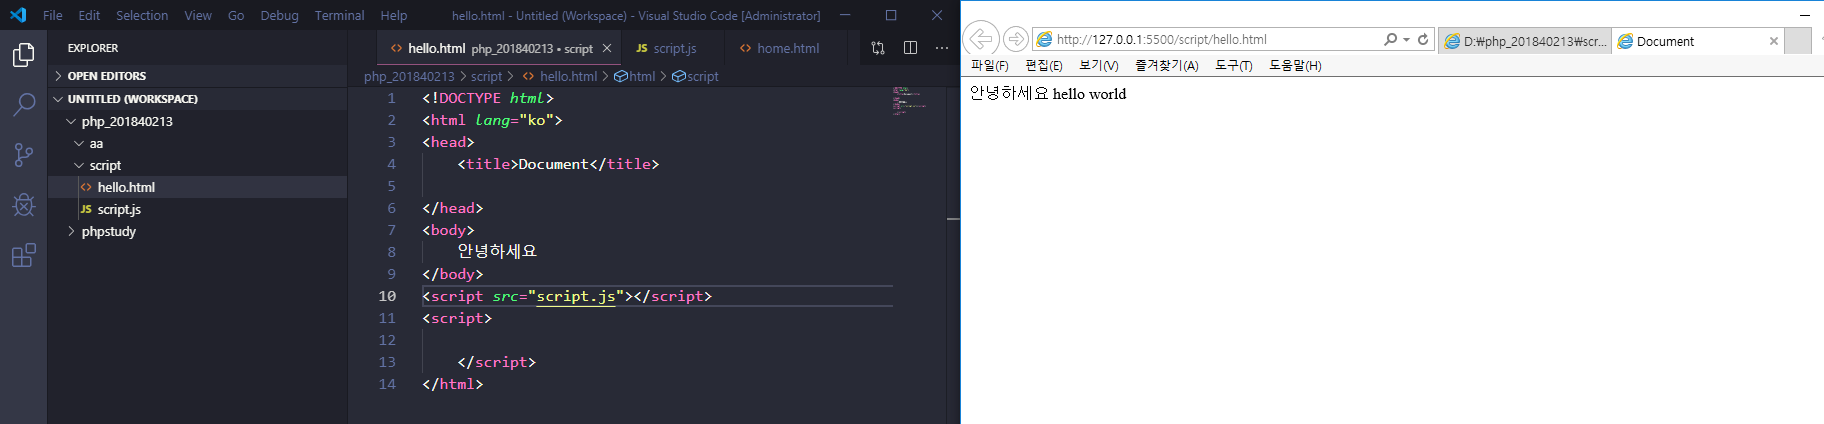 File Edit Selection View Go Debug Terminal Help hello.html - Untitled (Workspace) - Visual Studio Code [Administrator]
EXPLORER
OPEN EDITORS
UNTITLED (WORKSPACE)
php_201840213
aa
script
hello.html
JS script.js
phpstudy
hello.html php_201840213 • script JS script.js home.html
php_201840213 > script > hello.html > html > script
1 <!DOCTYPE html>
2 <html lang="ko">
3 <head>
4 <title>Document</title>
5
6 </head>
7 <body>
8 안녕하세요
9 </body>
10 <script src="script.js"></script>
11 <script>
12
13 </script>
14 </html>
http://127.0.0.1:5500/script/hello.html D:₩php_201840213₩scr... Document
파일(F) 편집(E) 보기(V) 즐겨찾기(A) 도구(T) 도움말(H)
안녕하세요 hello world